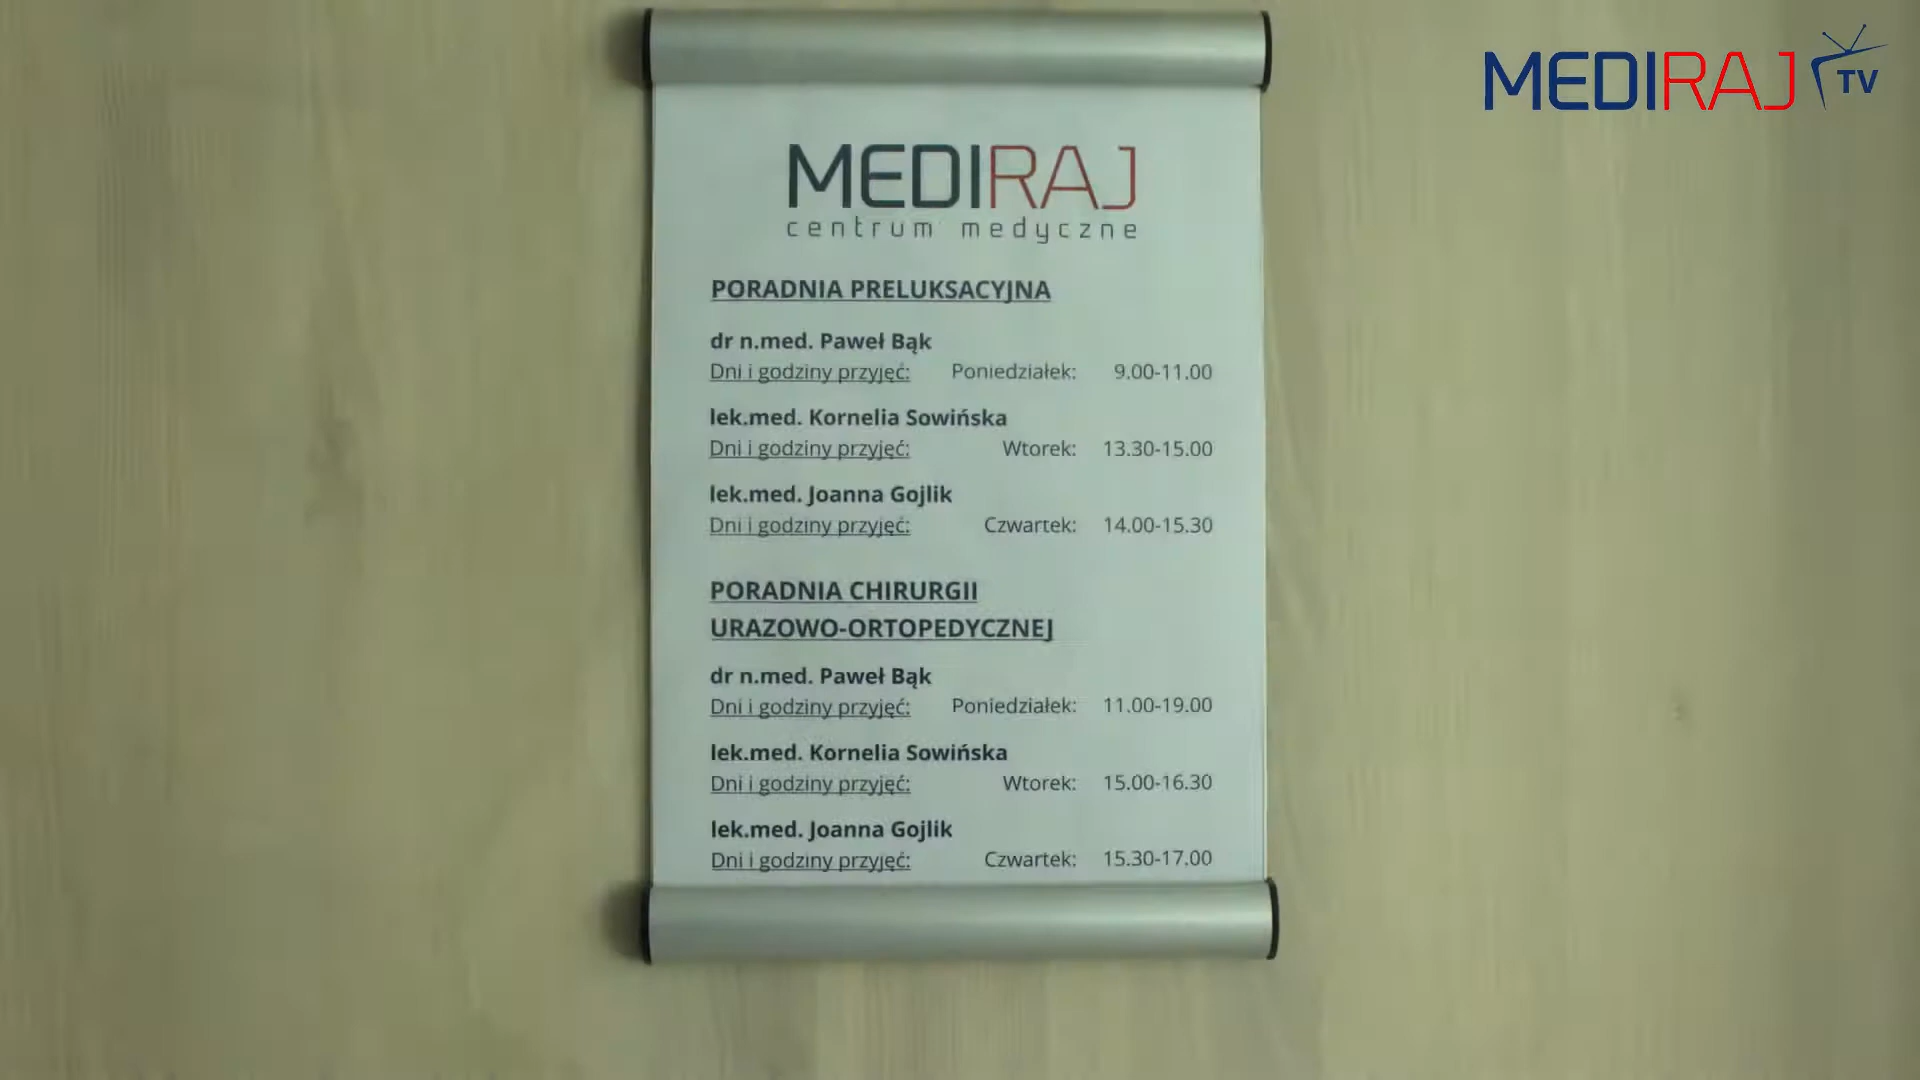 MEDIRAJ TV
MEDIRAJ
centrum medyczne
PORADNIA PRELUKSACYJNA
dr n.med. Paweł Bąk
Dni i godziny przyjęć: Poniedziałek: 9.00-11.00
lek.med. Kornelia Sowińska
Dni i godziny przyjęć: Wtorek: 13.30-15.00
lek.med. Joanna Gojlik
Dni i godziny przyjęć: Czwartek: 14.00-15.30
PORADNIA CHIRURGII
URAZOWO-ORTOPEDYCZNEJ
dr n.med. Paweł Bąk
Dni i godziny przyjęć: Poniedziałek: 11.00-19.00
lek.med. Kornelia Sowińska
Dni i godziny przyjęć: Wtorek: 15.00-16.30
lek.med. Joanna Gojlik
Dni i godziny przyjęć: Czwartek: 15.30-17.00